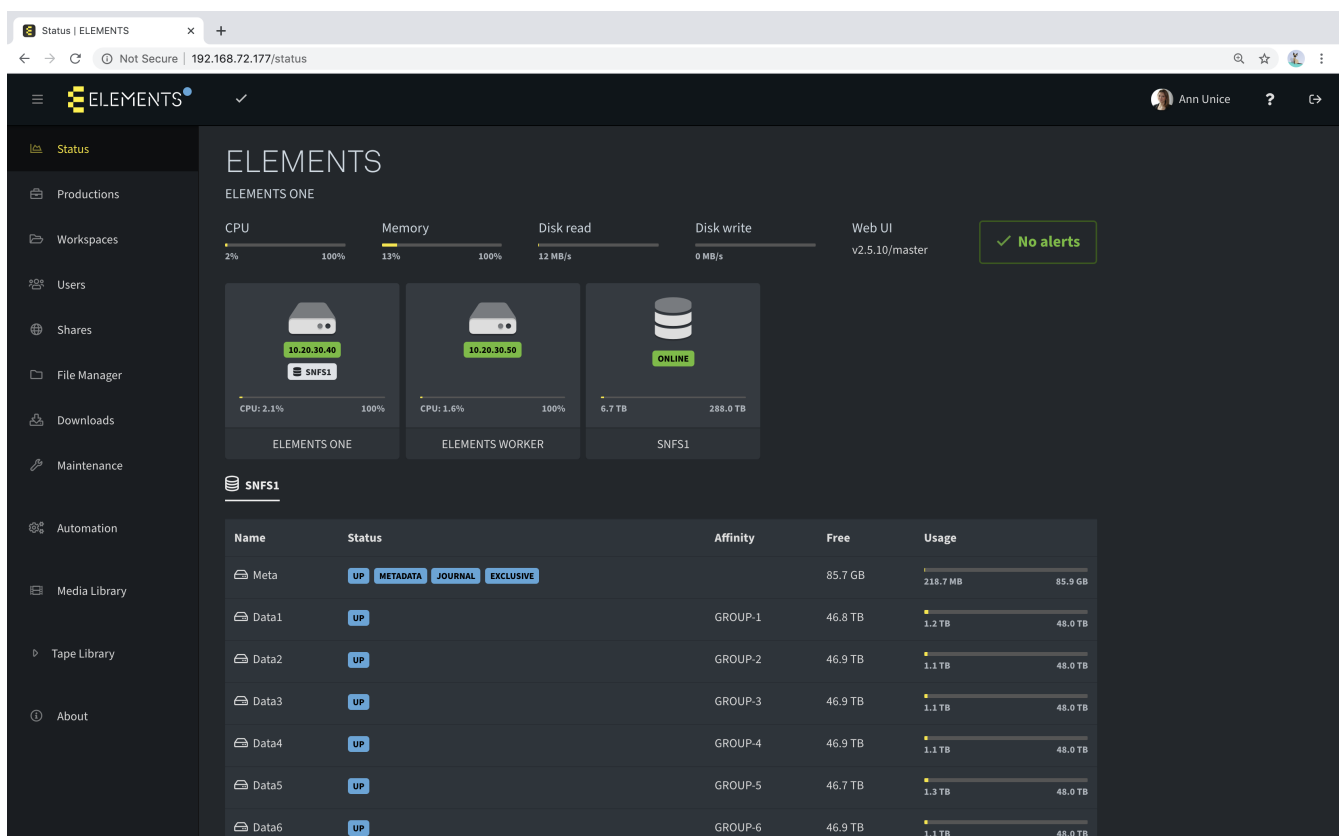 Status | ELEMENTS
Not Secure | 192.168.72.177/status
ELEMENTS
Ann Unice ?
Status
Productions
Workspaces
Users
Shares
File Manager
Downloads
Maintenance
Automation
Media Library
Tape Library
About
ELEMENTS
ELEMENTS ONE
CPU Memory Disk read Disk write Web UI
2% 100% 13% 100% 12 MB/s 0 MB/s v2.5.10/master
No alerts
10.20.30.40 10.20.30.50 ONLINE
SNFS1
CPU: 2.1% 100% CPU: 1.6% 100% 6.7 TB 288.0 TB
ELEMENTS ONE ELEMENTS WORKER SNFS1
SNFS1
Name Status Affinity Free Usage
Meta UP METADATA JOURNAL EXCLUSIVE 85.7 GB 218.7 MB 85.9 GB
Data1 UP GROUP-1 46.8 TB 1.2 TB 48.0 TB
Data2 UP GROUP-2 46.9 TB 1.1 TB 48.0 TB
Data3 UP GROUP-3 46.9 TB 1.1 TB 48.0 TB
Data4 UP GROUP-4 46.9 TB 1.1 TB 48.0 TB
Data5 UP GROUP-5 46.7 TB 1.3 TB 48.0 TB
Data6 UP GROUP-6 46.9 TB 1.1 TB 48.0 TB